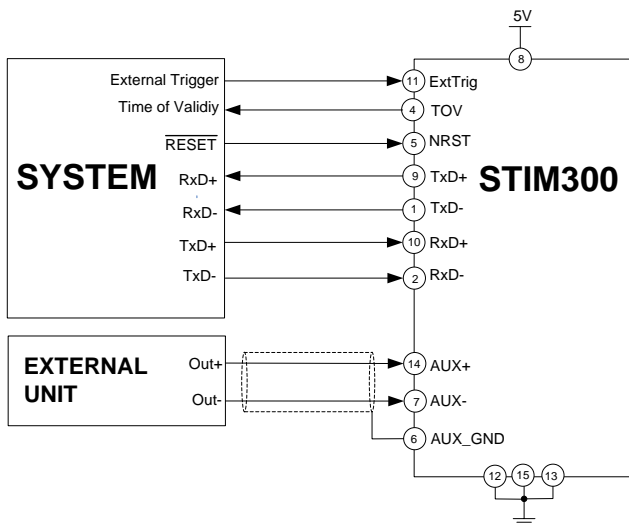 5V
8
External Trigger
11
ExtTrig
Time of Validiy
4
TOV
RESET
5
NRST
SYSTEM
STIM300
RxD+
9
TxD+
RxD-
1
TxD-
TxD+
10
RxD+
TxD-
2
RxD-
EXTERNAL
UNIT
Out+
14
AUX+
Out-
7
AUX-
6
AUX_GND
12
15
13